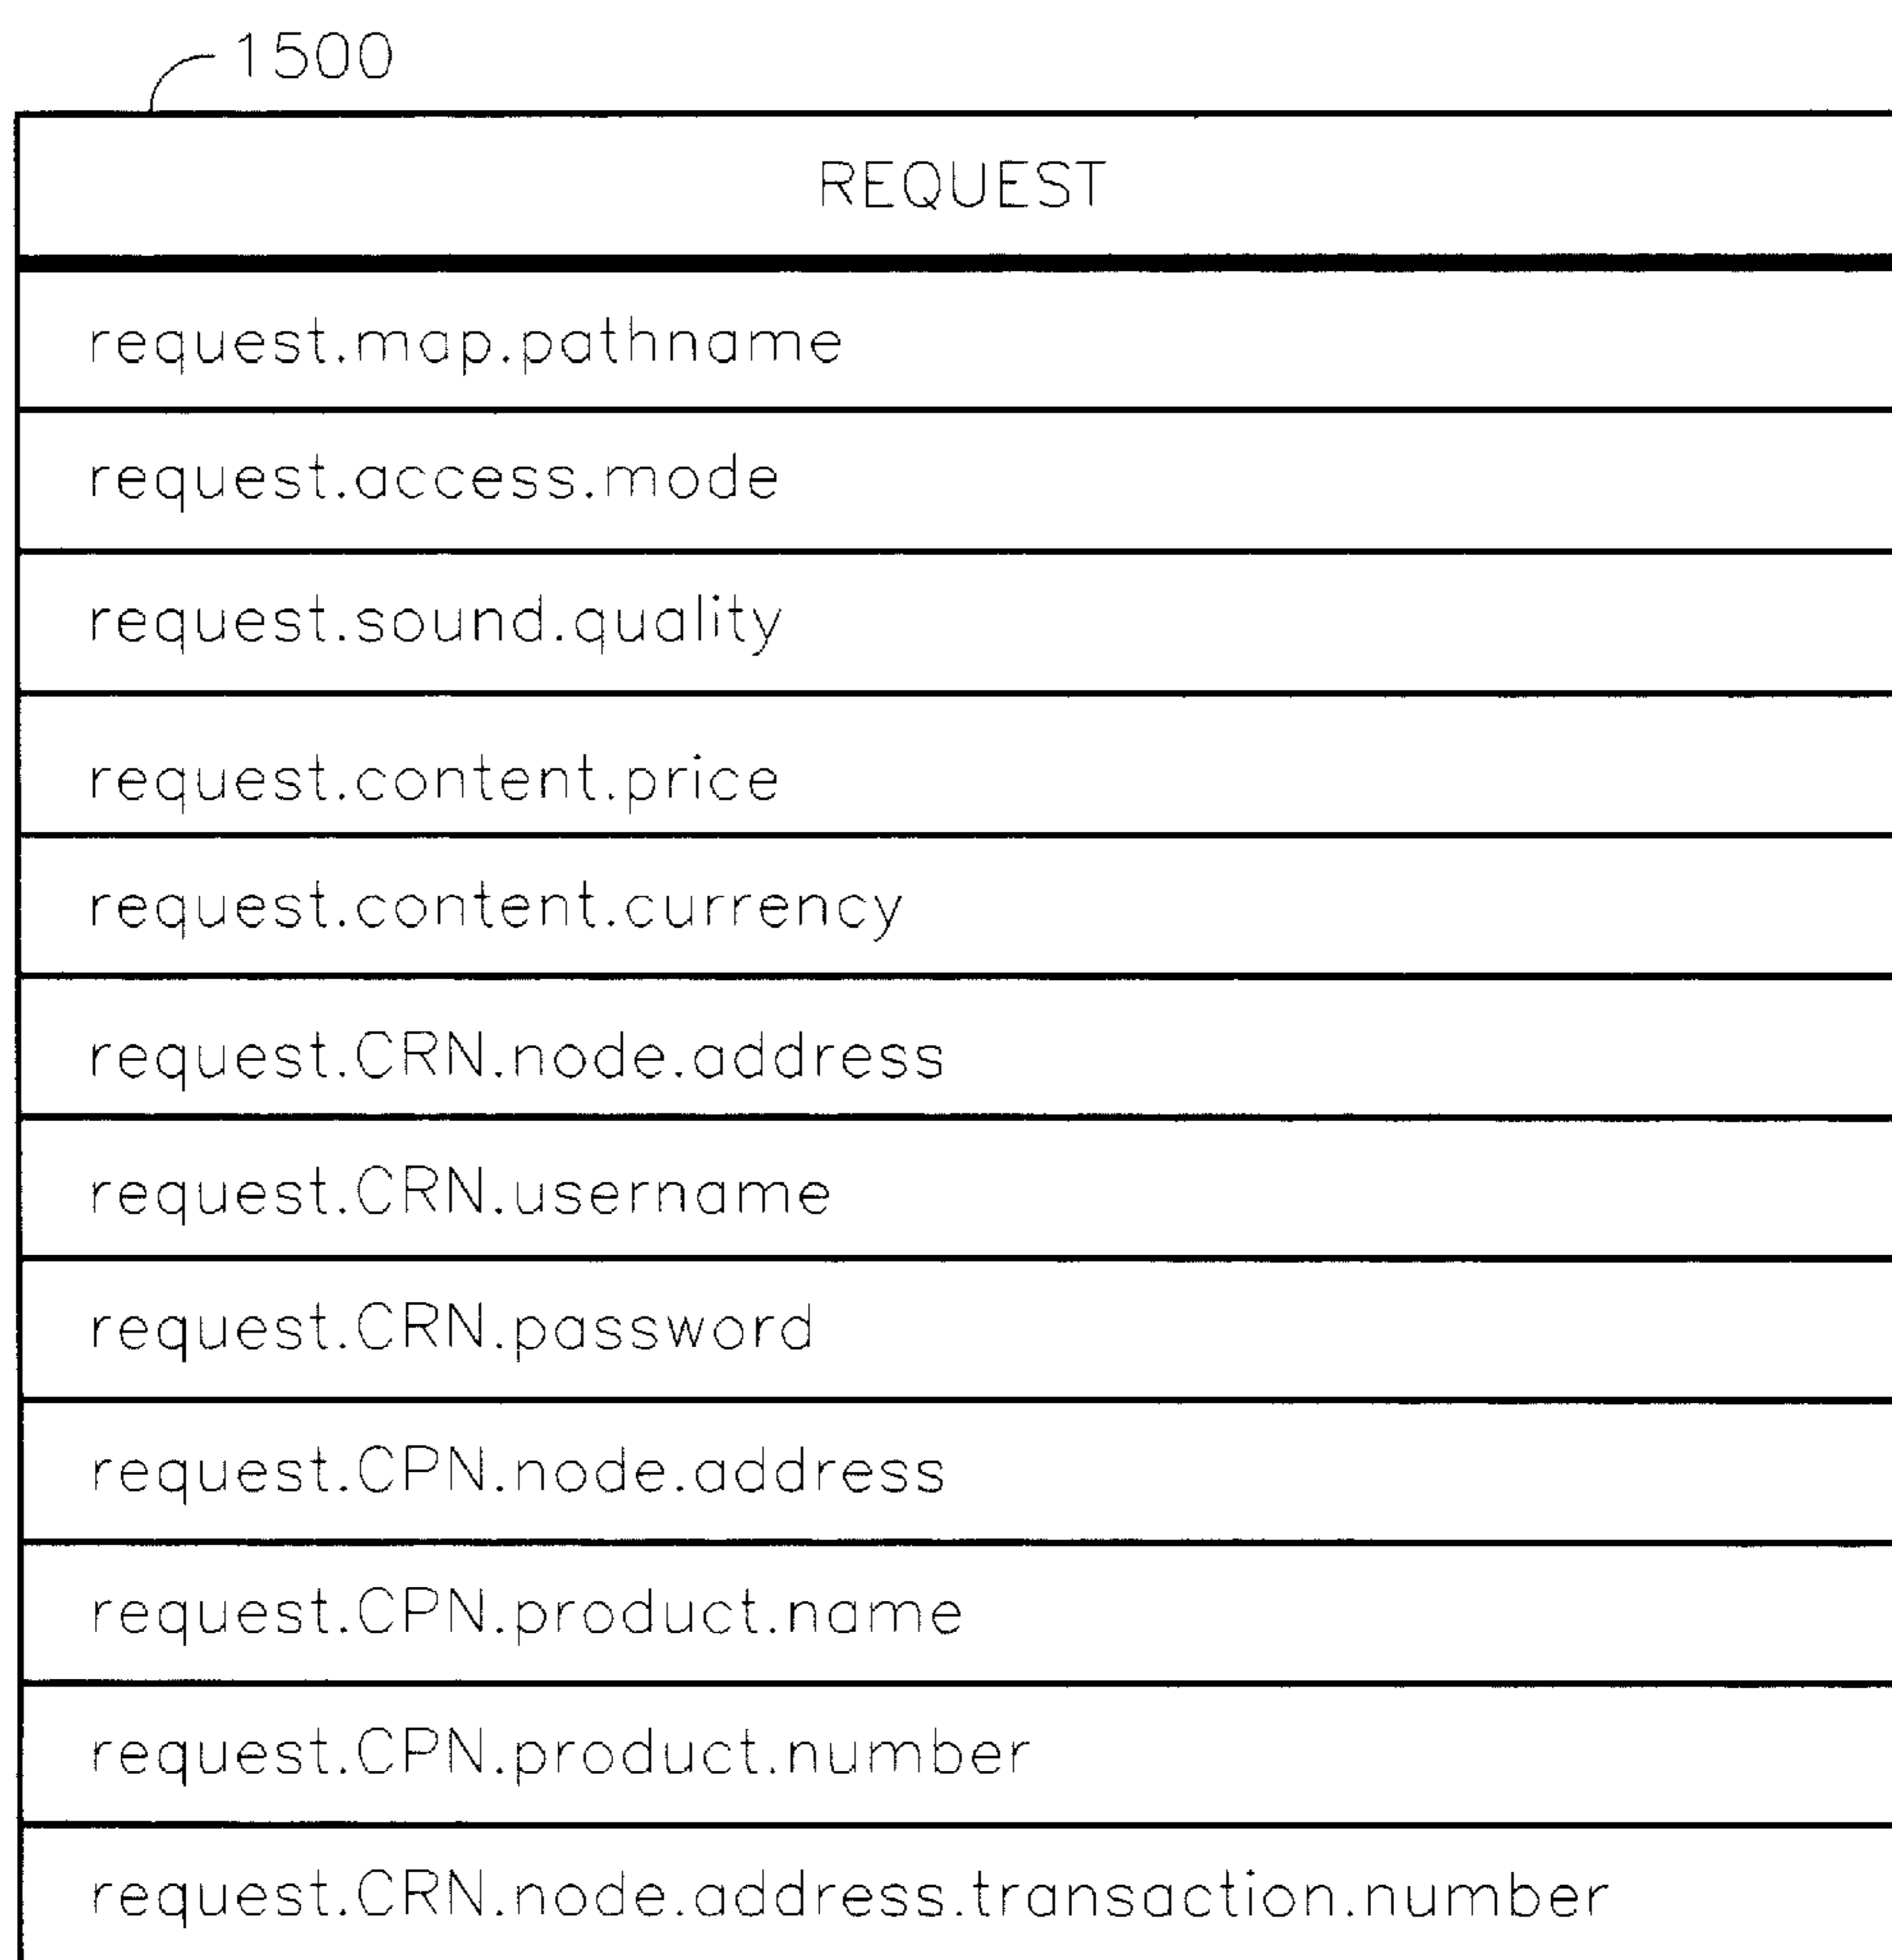 1500
REQUEST
request.map.pathname
request.access.mode
request.sound.quality
request.content.price
request.content.currency
request.CRN.node.address
request.CRN.username
request.CRN.password
request.CPN.node.address
request.CPN.product.name
request.CPN.product.number
request.CRN.node.address.transaction.number